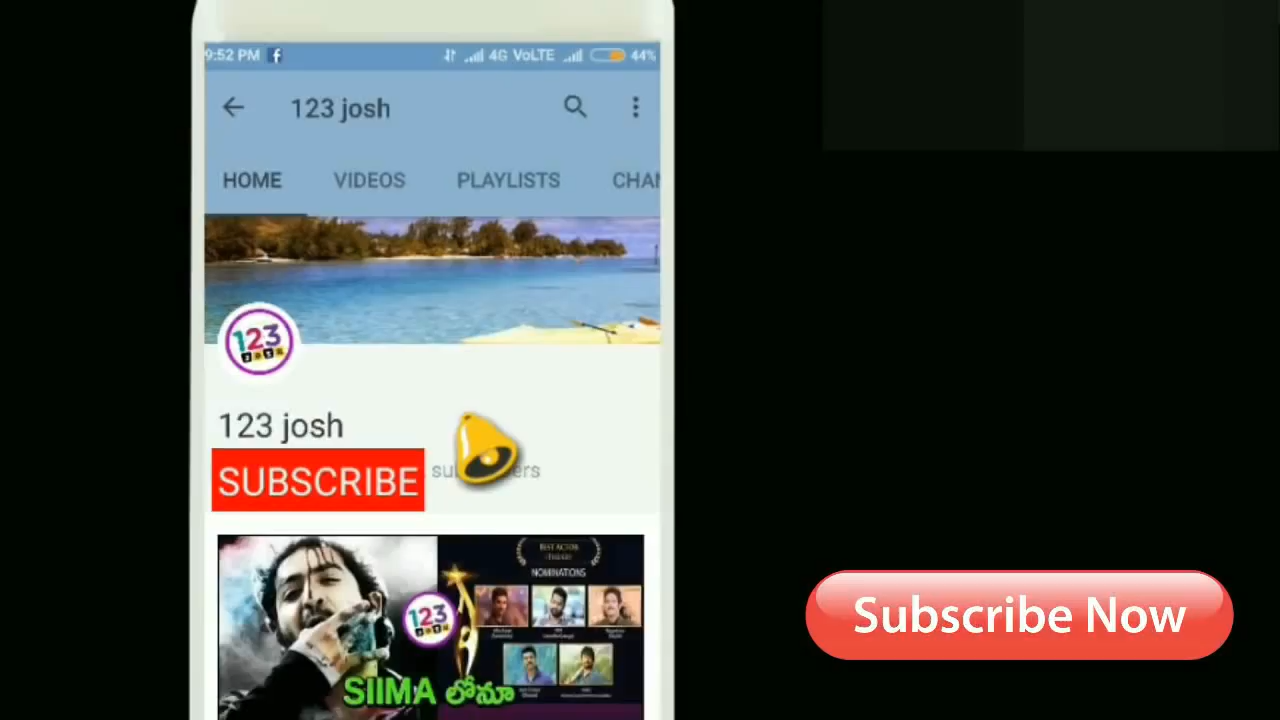 9:52 PM
4G VoLTE
44%
123 josh
HOME
VIDEOS
PLAYLISTS
CHAN
123
123 josh
SUBSCRIBE
BEST ACTOR
NOMINATIONS
123
SIIMA లోనూ
Subscribe Now